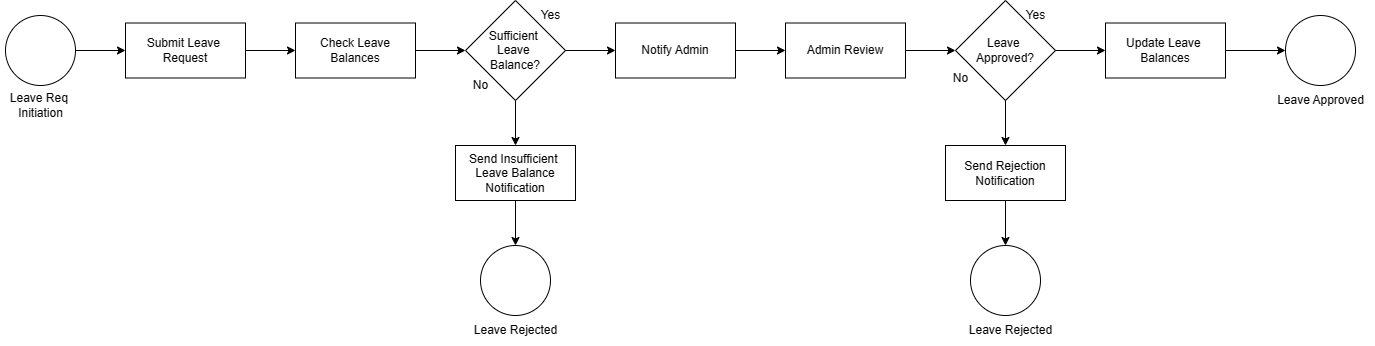 Leave Req
Initiation
Submit Leave
Request
Check Leave
Balances
Sufficient
Leave
Balance?
Yes
No
Send Insufficient
Leave Balance
Notification
Leave Rejected
Notify Admin
Admin Review
Leave
Approved?
Yes
No
Send Rejection
Notification
Leave Rejected
Update Leave
Balances
Leave Approved